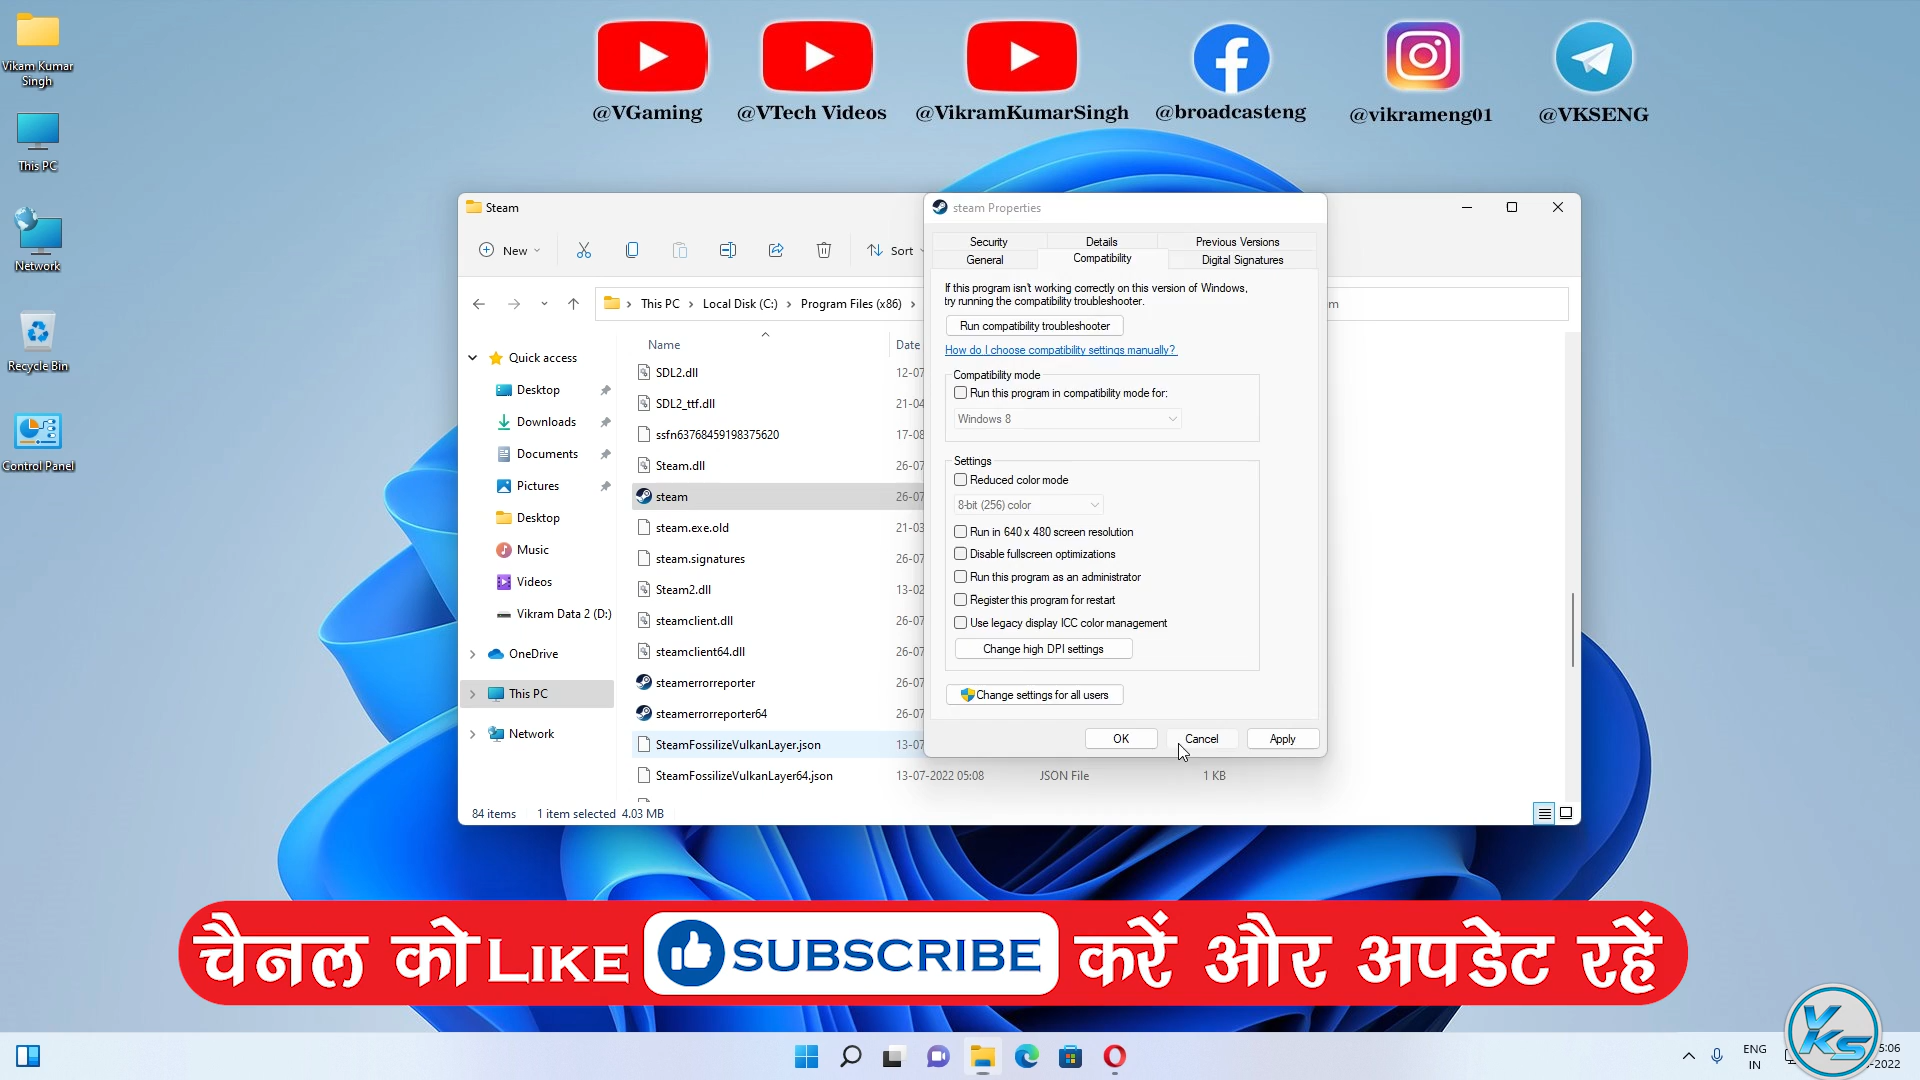 Vikam Kumar
Singh
This PC
Network
Recycle Bin
Control Panel
@VGaming
@VTech Videos
@VikramKumarSingh
@broadcasteng
@vikrameng01
@VKSENG
Steam
New
Sort
This PC > Local Disk (C:) > Program Files (x86) >
Quick access
Desktop
Downloads
Documents
Pictures
Desktop
Music
Videos
Vikram Data 2 (D:)
OneDrive
This PC
Network
Name
Date
SDL2.dll 12-07
SDL2_ttf.dll 21-04
ssfn63768459198375620 17-08
Steam.dll 26-07
steam 26-07
steam.exe.old 21-03
steam.signatures 26-07
Steam2.dll 13-02
steamclient.dll 26-07
steamclient64.dll 26-07
steamerrorreporter 26-07
steamerrorreporter64 26-07
SteamFossilizeVulkanLayer.json 13-07
SteamFossilizeVulkanLayer64.json 13-07-2022 05:08 JSON File 1 KB
84 items 1 item selected 4.03 MB
steam Properties
Security Details Previous Versions
General Compatibility Digital Signatures
If this program isn't working correctly on this version of Windows,
try running the compatibility troubleshooter.
Run compatibility troubleshooter
How do I choose compatibility settings manually?
Compatibility mode
Run this program in compatibility mode for:
Windows 8
Settings
Reduced color mode
8-bit (256) color
Run in 640 x 480 screen resolution
Disable fullscreen optimizations
Run this program as an administrator
Register this program for restart
Use legacy display ICC color management
Change high DPI settings
Change settings for all users
OK Cancel Apply
चैनल को LIKE SUBSCRIBE करें और अपडेट रहें
ENG
IN
5:06
-2022
VKS